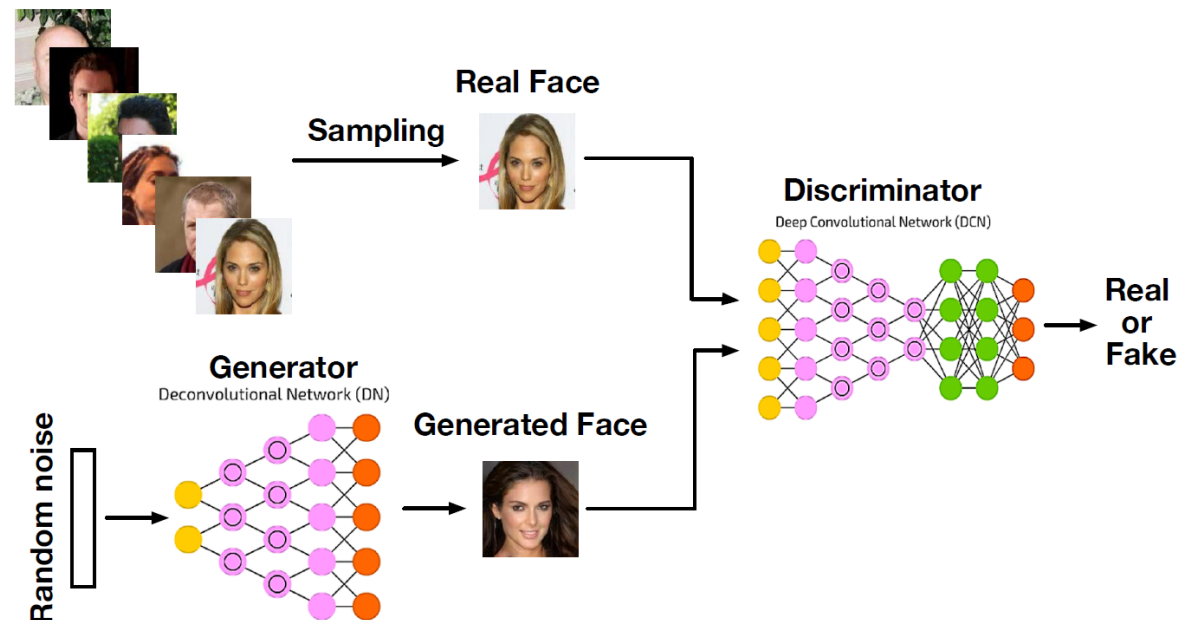 Real Face
Sampling
Discriminator
Deep Convolutional Network (DCN)
Real
or
Fake
Generator
Deconvolutional Network (DN)
Generated Face
Random noise